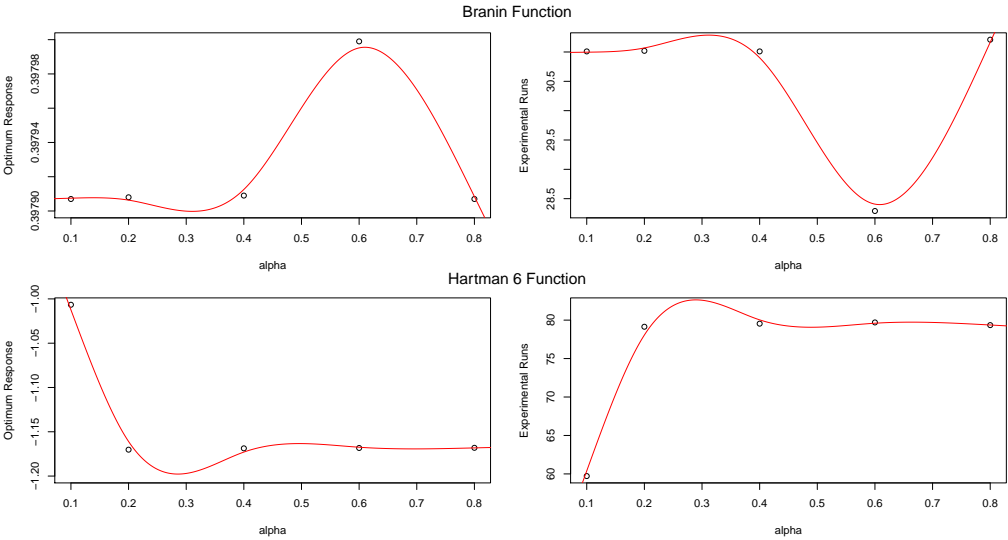 Branin Function
Optimum Response
0.39790 0.39794 0.39798
0.1 0.2 0.3 0.4 0.5 0.6 0.7 0.8
alpha
Experimental Runs
28.5 29.5 30.5
0.1 0.2 0.3 0.4 0.5 0.6 0.7 0.8
alpha
Hartman 6 Function
Optimum Response
−1.20 −1.15 −1.10 −1.05 −1.00
0.1 0.2 0.3 0.4 0.5 0.6 0.7 0.8
alpha
Experimental Runs
60 65 70 75 80
0.1 0.2 0.3 0.4 0.5 0.6 0.7 0.8
alpha